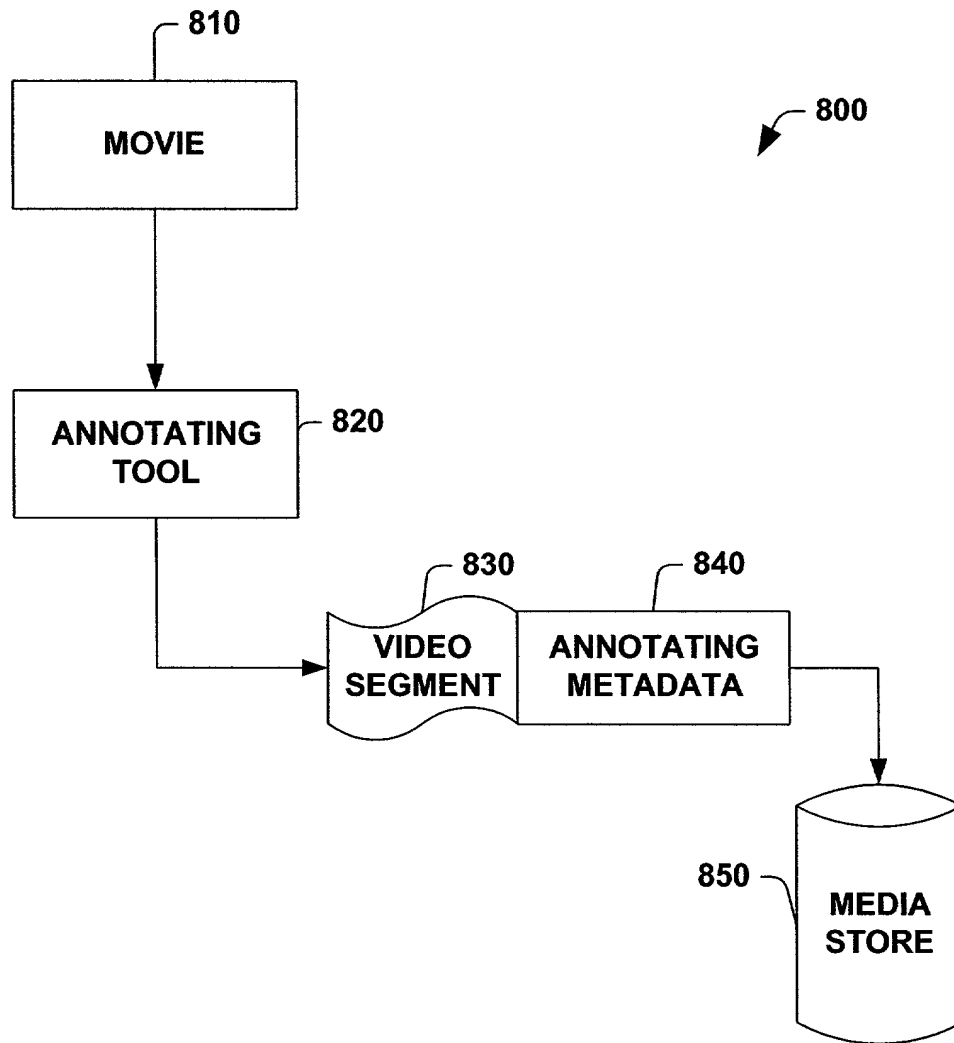 810
MOVIE
800
ANNOTATING
TOOL
820
830
840
VIDEO
SEGMENT
ANNOTATING
METADATA
850
MEDIA
STORE